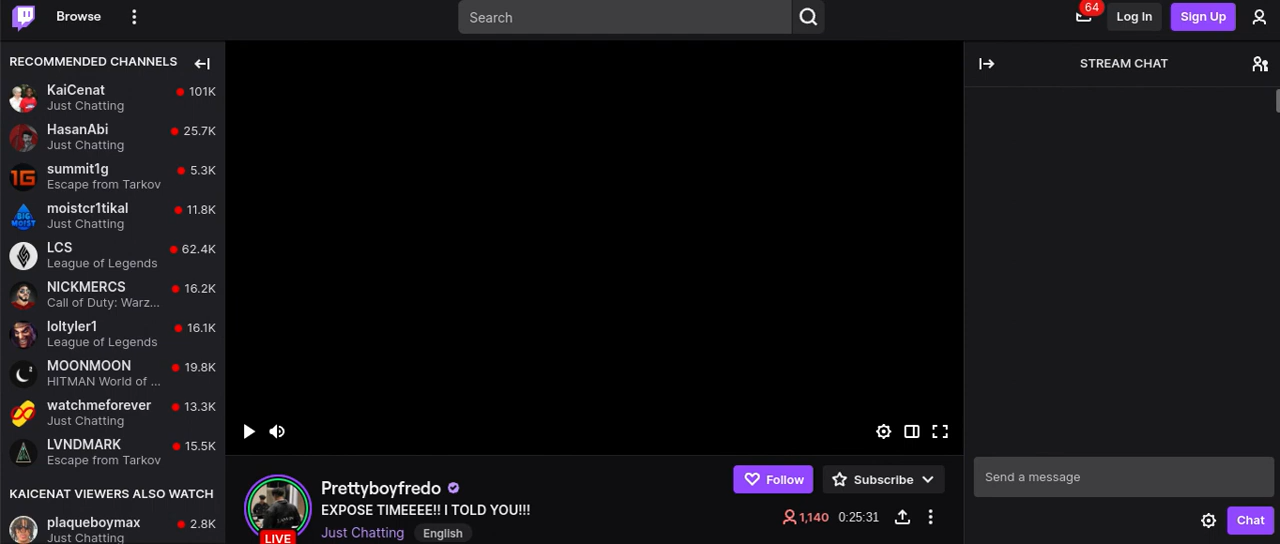 Browse
Search
64
Log In
Sign Up
RECOMMENDED CHANNELS
KaiCenat
101K
Just Chatting
HasanAbi
25.7K
Just Chatting
summit1g
5.3K
Escape from Tarkov
moistcr1tikal
11.8K
Just Chatting
LCS
62.4K
League of Legends
NICKMERCS
16.2K
Call of Duty: Warz...
loltyler1
16.1K
League of Legends
MOONMOON
19.8K
HITMAN World of ...
watchmeforever
13.3K
Just Chatting
LVNDMARK
15.5K
Escape from Tarkov
KAICENAT VIEWERS ALSO WATCH
plaqueboymax
2.8K
Just Chatting
1G
BIG
MOIST
Prettyboyfredo
EXPOSE TIMEEEE!! I TOLD YOU!!!
Just Chatting
English
LIVE
Follow
Subscribe
1,140
0:25:31
STREAM CHAT
Send a message
Chat